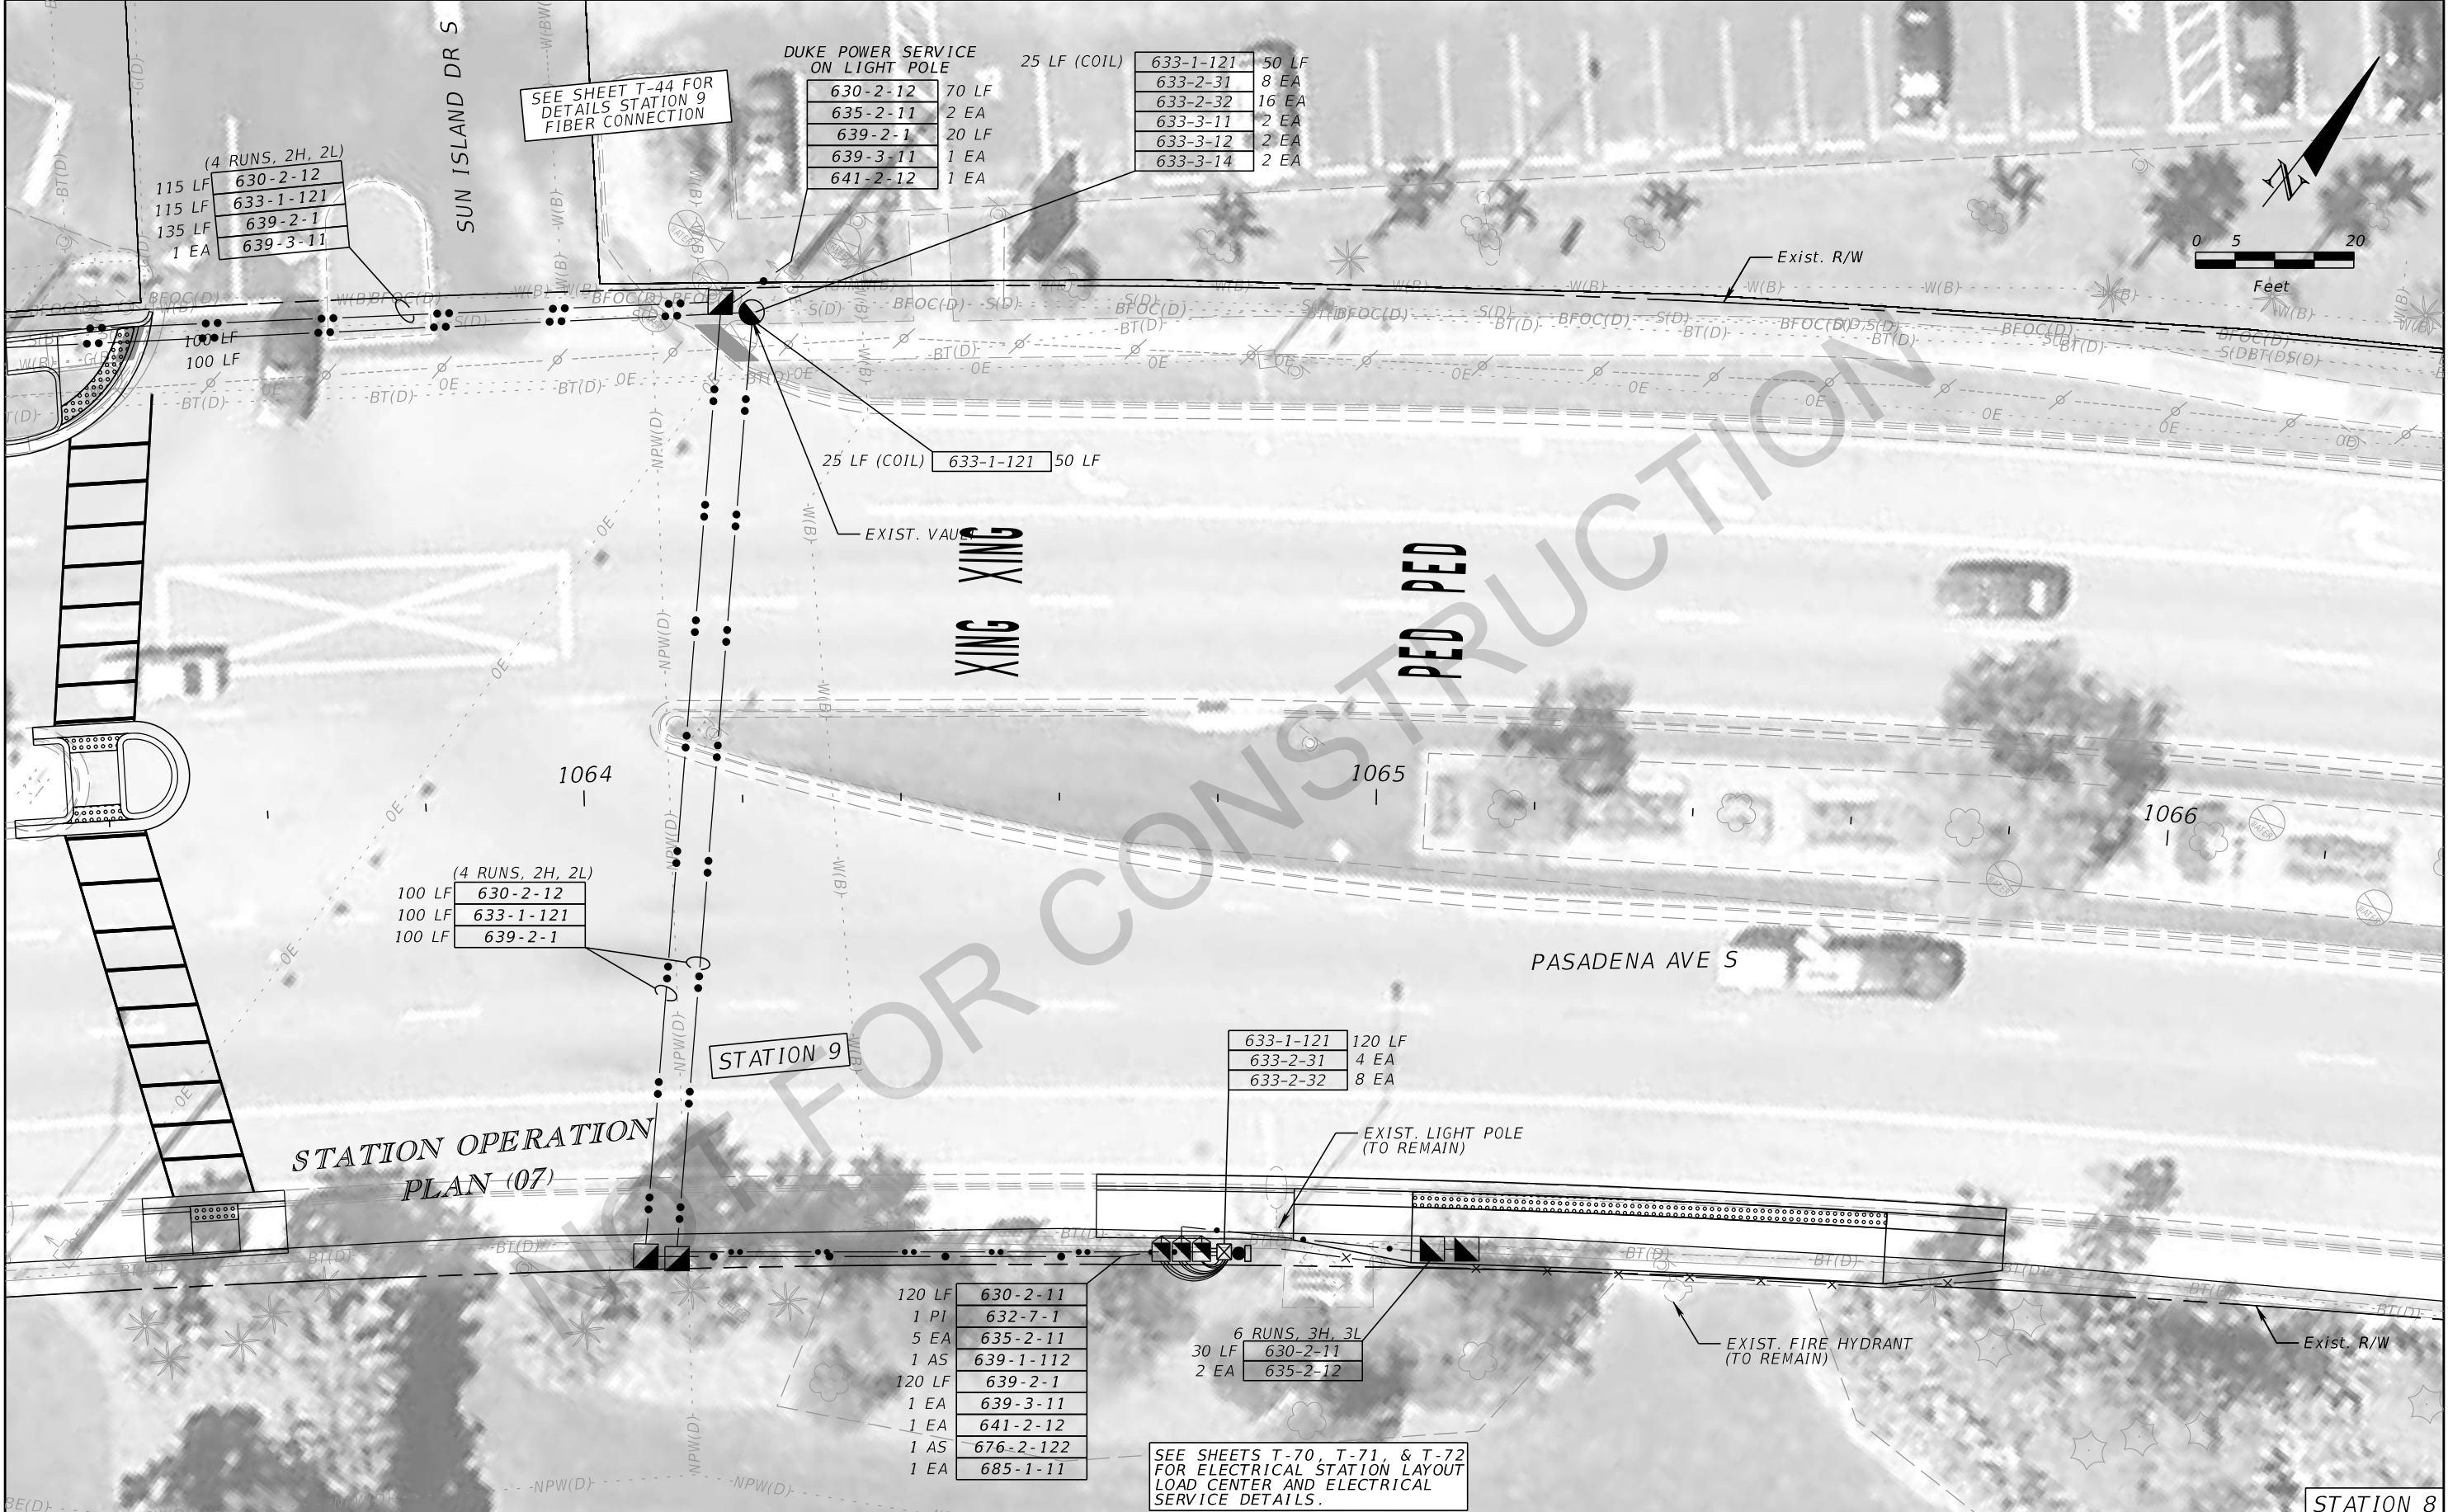 DUKE POWER SERVICE
ON LIGHT POLE
630-2-12 70 LF
635-2-11 2 EA
639-2-1 20 LF
639-3-11 1 EA
641-2-12 1 EA
25 LF (COIL) 633-1-121 50 LF
633-2-31 8 EA
633-2-32 16 EA
633-3-11 2 EA
633-3-12 2 EA
633-3-14 2 EA
SEE SHEET T-44 FOR
DETAILS STATION 9
FIBER CONNECTION
SUN ISLAND DR S
(4 RUNS, 2H, 2L)
115 LF 630-2-12
115 LF 633-1-121
135 LF 639-2-1
1 EA 639-3-11
N
0 5 20
Feet
Exist. R/W
100 LF
100 LF
25 LF (COIL) 633-1-121 50 LF
EXIST. VAULT
XING XING
PED PED
1064
1065
1066
(4 RUNS, 2H, 2L)
100 LF 630-2-12
100 LF 633-1-121
100 LF 639-2-1
PASADENA AVE S
NOT FOR CONSTRUCTION
STATION 9
633-1-121 120 LF
633-2-31 4 EA
633-2-32 8 EA
STATION OPERATION
PLAN (07)
EXIST. LIGHT POLE
(TO REMAIN)
120 LF 630-2-11
1 PI 632-7-1
5 EA 635-2-11
1 AS 639-1-112
120 LF 639-2-1
1 EA 639-3-11
1 EA 641-2-12
1 AS 676-2-122
1 EA 685-1-11
6 RUNS, 3H, 3L
30 LF 630-2-11
2 EA 635-2-12
EXIST. FIRE HYDRANT
(TO REMAIN)
Exist. R/W
SEE SHEETS T-70, T-71, & T-72
FOR ELECTRICAL STATION LAYOUT
LOAD CENTER AND ELECTRICAL
SERVICE DETAILS.
STATION 8